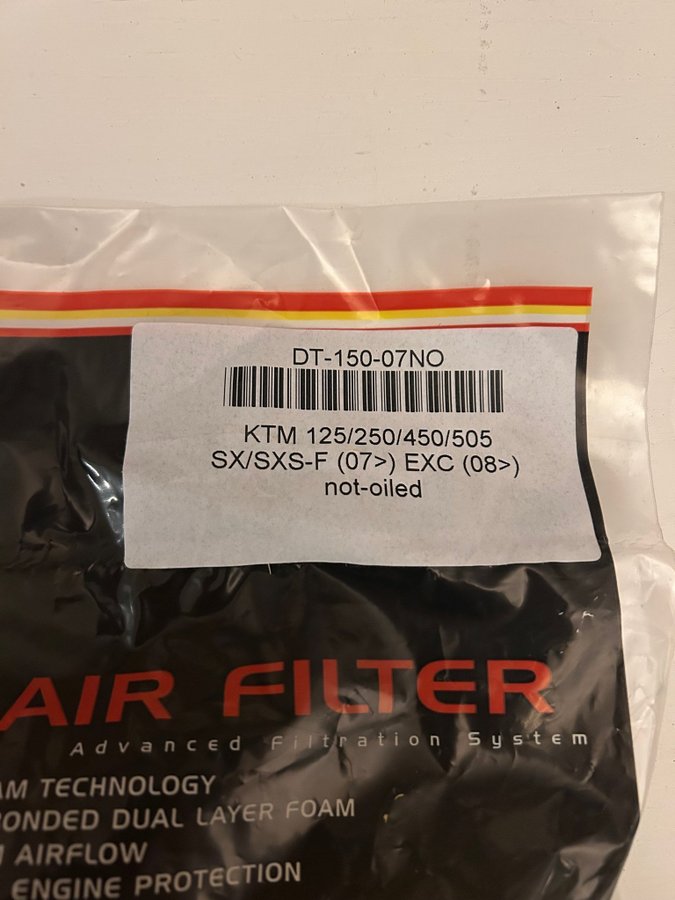 DT-150-07NO
KTM 125/250/450/505
SX/SXS-F (07>) EXC (08>)
not-oiled
AIR FILTER
Advanced Filtration System
AM TECHNOLOGY
ONDED DUAL LAYER FOAM
AIRFLOW
ENGINE PROTECTION